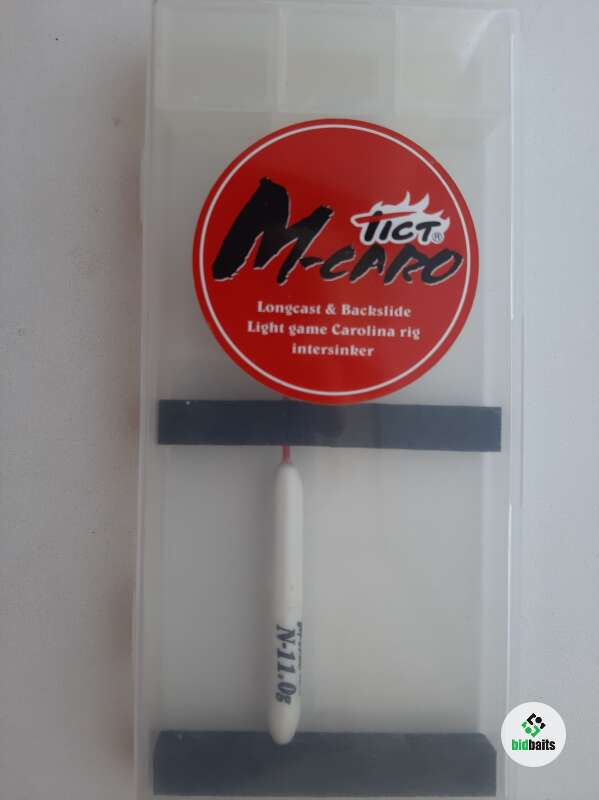 TICT®
M-CARO
Longcast & Backslide
Light game Carolina rig
intersinker
N-11.0g
bidbaits